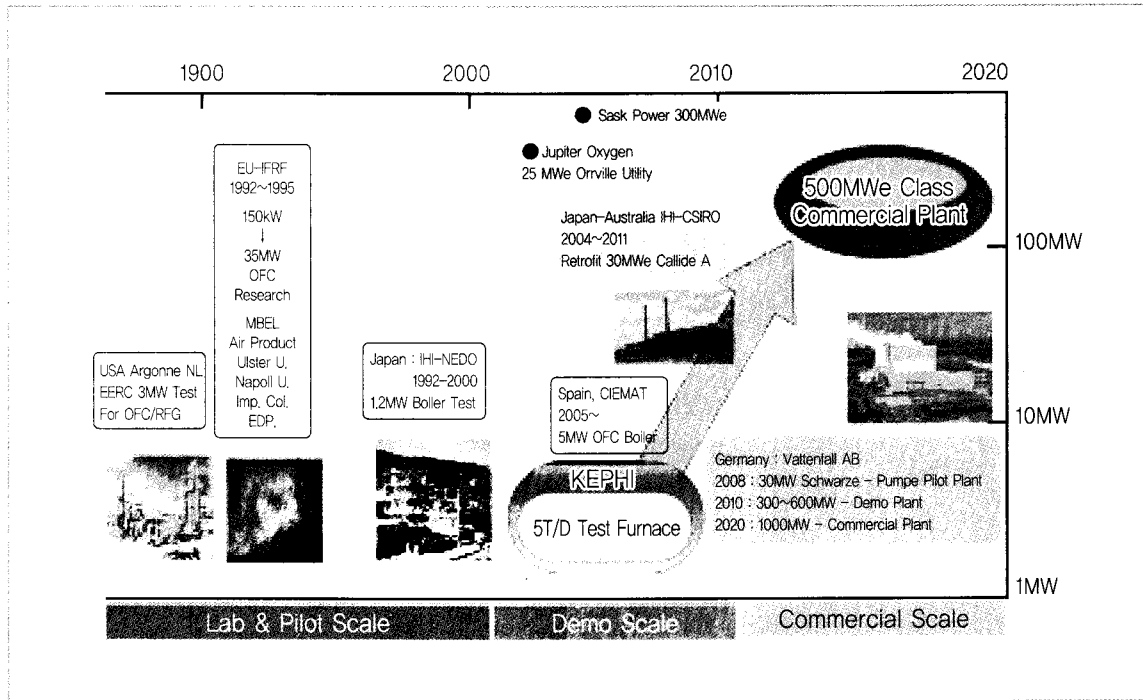 1900
2000
2010
2020
Sask Power 300MWe
Jupiter Oxygen
25 MWe Orrville Utility
EU-IFRF
1992~1995
150kW
↓
35MW
OFC
Research
MBEL
Air Product
Ulster U.
Napoli U.
Imp. Col.
EDP.
USA Argonne NL
EERC 3MW Test
For OFC/RFG
Japan : IHI-NEDO
1992-2000
1.2MW Boiler Test
Japan-Australia IHI-CSIRO
2004~2011
Retrofit 30MWe Callide A
500MWe Class
Commercial Plant
Spain, CIEMAT
2005~
5MW OFC Boiler
KEPHI
5T/D Test Furnace
Germany : Vattenfall AB
2008 : 30MW Schwarze - Pumpe Pilot Plant
2010 : 300~600MW - Demo Plant
2020 : 1000MW - Commercial Plant
100MW
10MW
1MW
Lab & Pilot Scale
Demo Scale
Commercial Scale